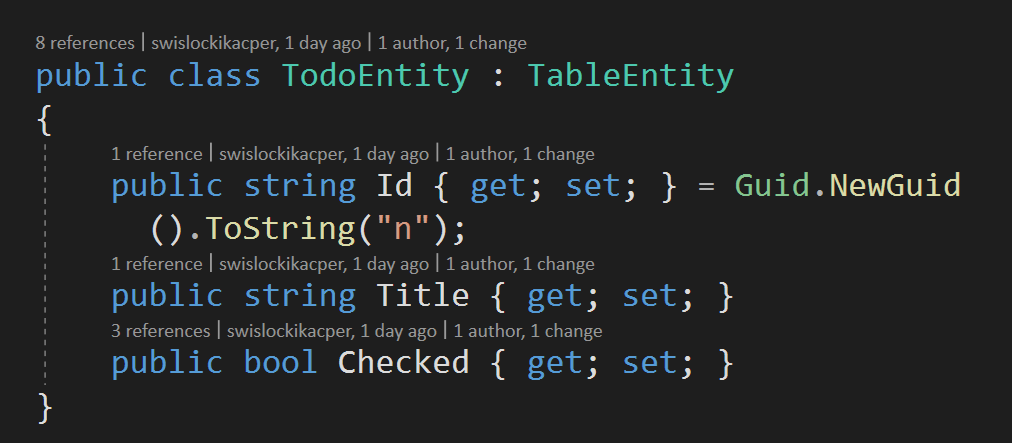 8 references | swislockikacper, 1 day ago | 1 author, 1 change
public class TodoEntity : TableEntity
{
1 reference | swislockikacper, 1 day ago | 1 author, 1 change
public string Id { get; set; } = Guid.NewGuid
().ToString("n");
1 reference | swislockikacper, 1 day ago | 1 author, 1 change
public string Title { get; set; }
3 references | swislockikacper, 1 day ago | 1 author, 1 change
public bool Checked { get; set; }
}